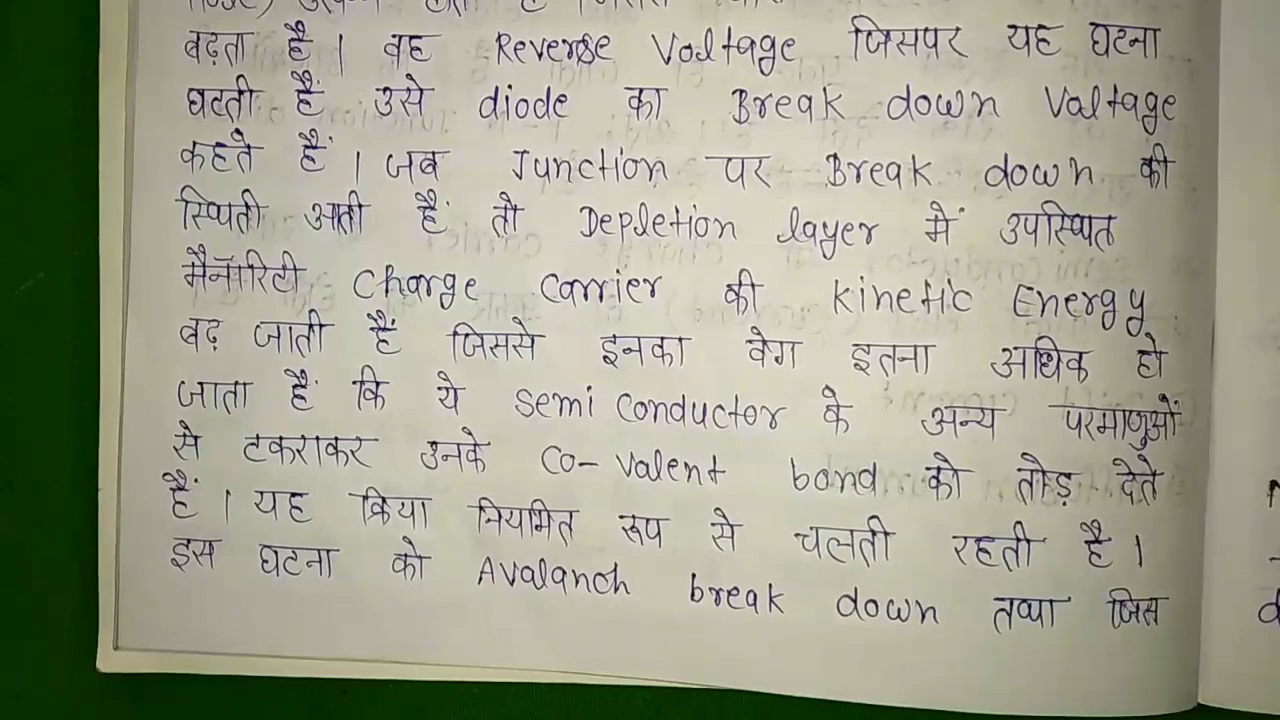 बढ़ता है। वह Reverse Voltage जिसपर यह घटना
घटती हैं उसे diode का Break down Valtage
कहते हैं। जब Junction पर Break down की
स्थिती आती हैं तो Depletion layer में उपस्थित
मैनॉरिटी Charge Carrier की Kinetic Energy
बढ़ जाती हैं जिससे इनका वेग इतना अधिक हो
जाता हैं कि ये semi Conductor के अन्य परमाणुओं
से टकराकर उनके Co-Valent bond को तोड़ देते
हैं। यह क्रिया नियमित रूप से चलती रहती है।
इस घटना को Avalanch break down तथा जिस